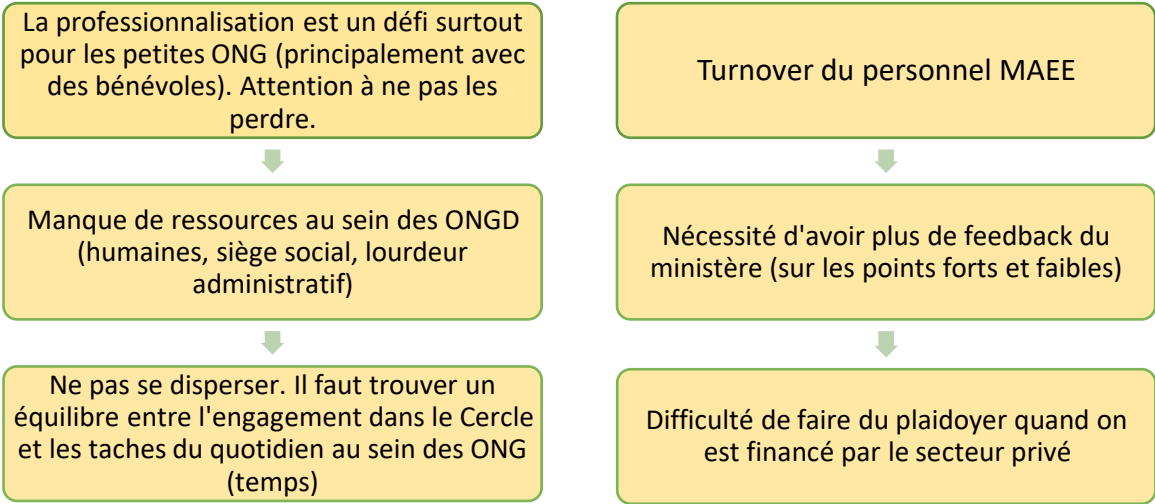 La professionnalisation est un défi surtout
pour les petites ONG (principalement avec
des bénévoles). Attention à ne pas les
perdre.
Manque de ressources au sein des ONGD
(humaines, siège social, lourdeur
administratif)
Ne pas se disperser. Il faut trouver un
équilibre entre l'engagement dans le Cercle
et les taches du quotidien au sein des ONG
(temps)
Turnover du personnel MAEE
Nécessité d'avoir plus de feedback du
ministère (sur les points forts et faibles)
Difficulté de faire du plaidoyer quand on
est financé par le secteur privé